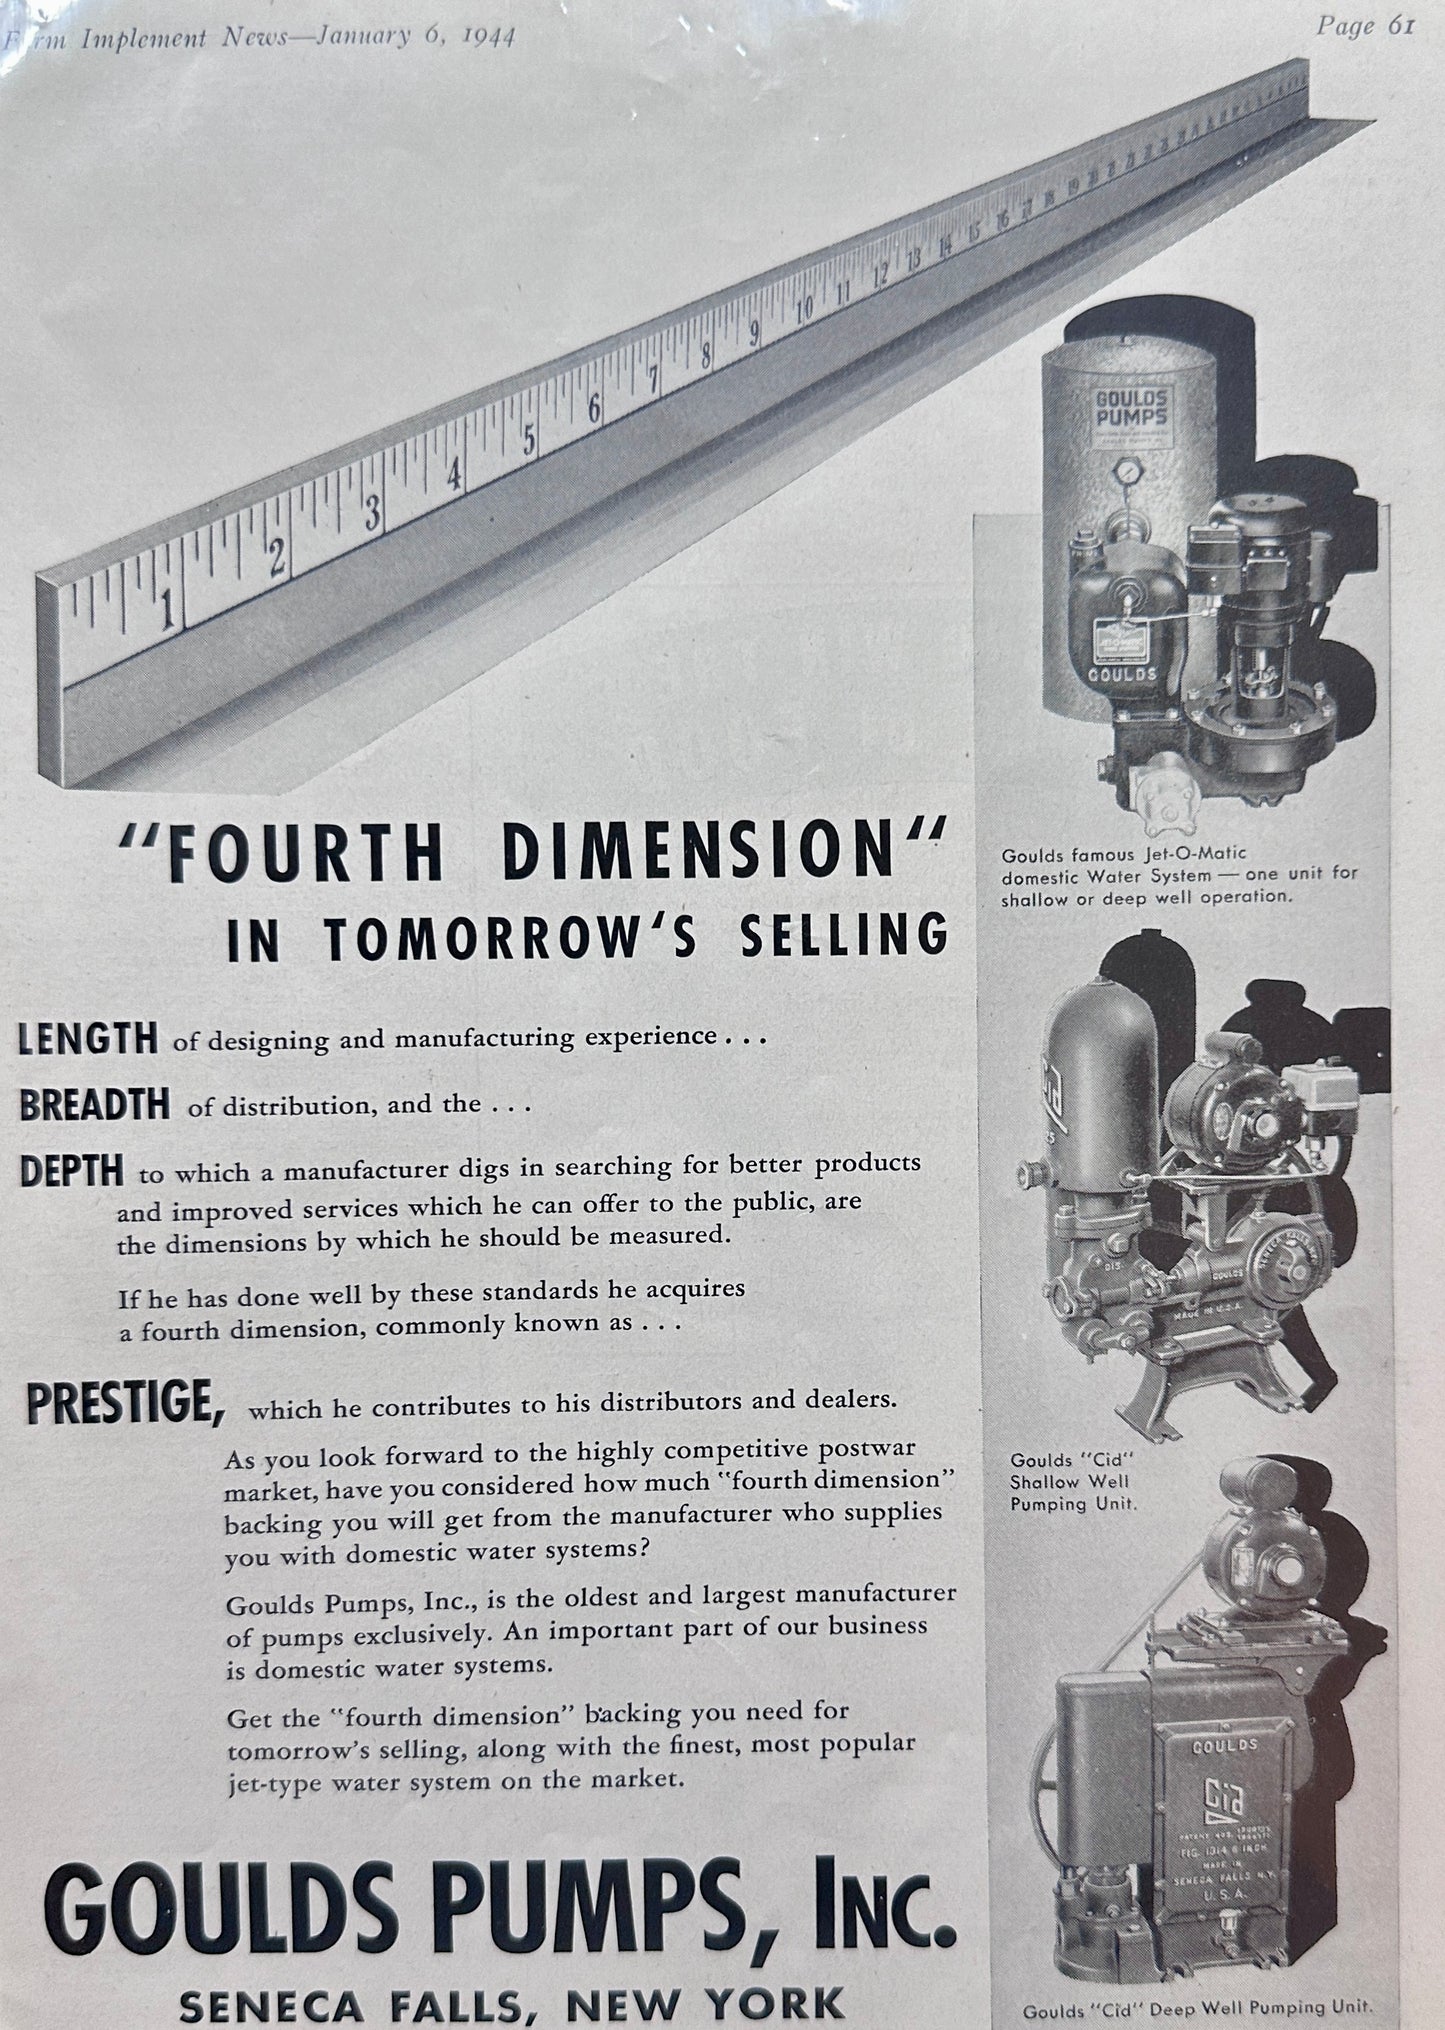 Farm Implement News—January 6, 1944
Page 61
1 2 3 4 5 6 7 8 9 10 11 12 13 14 15 16 17 18 19
GOULDS
PUMPS
GOULDS
"FOURTH DIMENSION"
IN TOMORROW'S SELLING
LENGTH of designing and manufacturing experience . . .
BREADTH of distribution, and the . . .
DEPTH to which a manufacturer digs in searching for better products
and improved services which he can offer to the public, are
the dimensions by which he should be measured.
If he has done well by these standards he acquires
a fourth dimension, commonly known as . . .
PRESTIGE, which he contributes to his distributors and dealers.
As you look forward to the highly competitive postwar
market, have you considered how much "fourth dimension"
backing you will get from the manufacturer who supplies
you with domestic water systems?
Goulds Pumps, Inc., is the oldest and largest manufacturer
of pumps exclusively. An important part of our business
is domestic water systems.
Get the "fourth dimension" backing you need for
tomorrow's selling, along with the finest, most popular
jet-type water system on the market.
GOULDS PUMPS, INC.
SENECA FALLS, NEW YORK
Goulds famous Jet-O-Matic
domestic Water System — one unit for
shallow or deep well operation.
Cid
DIS.
GOULDS
MADE IN U.S.A.
Goulds "Cid"
Shallow Well
Pumping Unit.
GOULDS
Cid
FIG. 1314 6 INCH
MADE IN
SENECA FALLS N.Y.
U.S.A.
Goulds "Cid" Deep Well Pumping Unit.